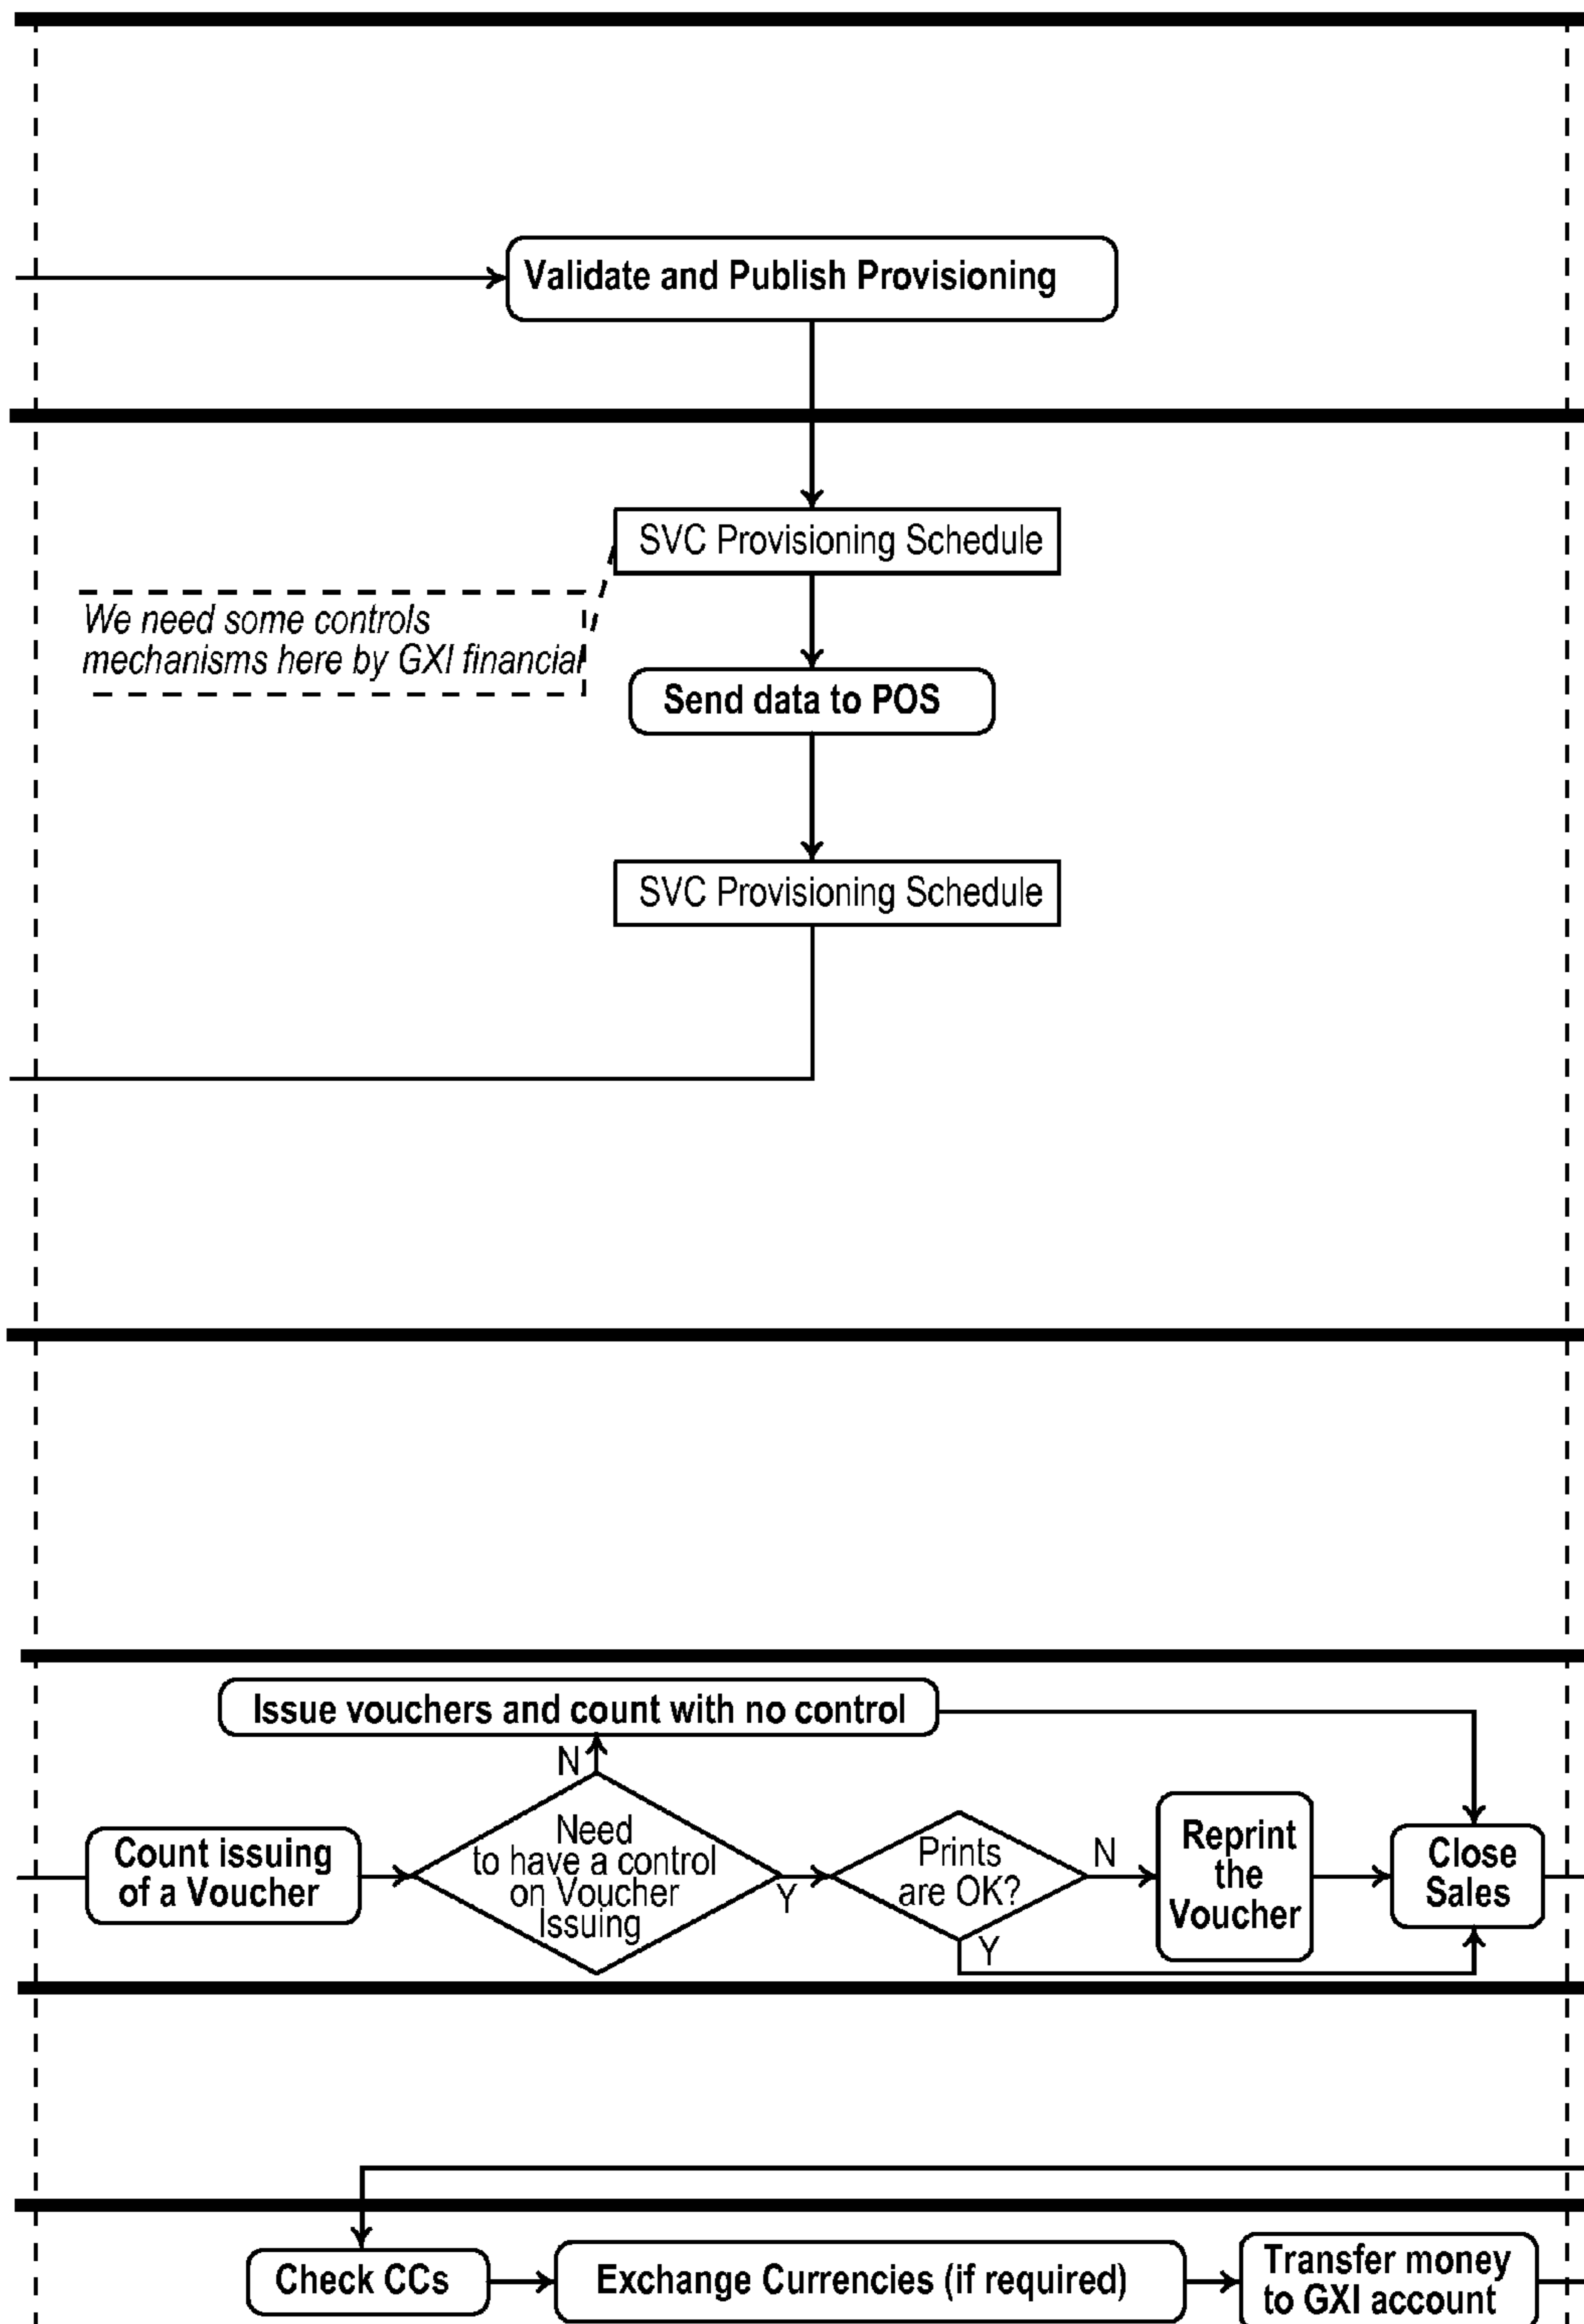 Validate and Publish Provisioning
SVC Provisioning Schedule
We need some controls
mechanisms here by GXI financial
Send data to POS
SVC Provisioning Schedule
Issue vouchers and count with no control
N
Count issuing
of a Voucher
Need
to have a control
on Voucher
Issuing
Y
Prints
are OK?
N
Y
Reprint
the
Voucher
Close
Sales
Check CCs
Exchange Currencies (if required)
Transfer money
to GXI account